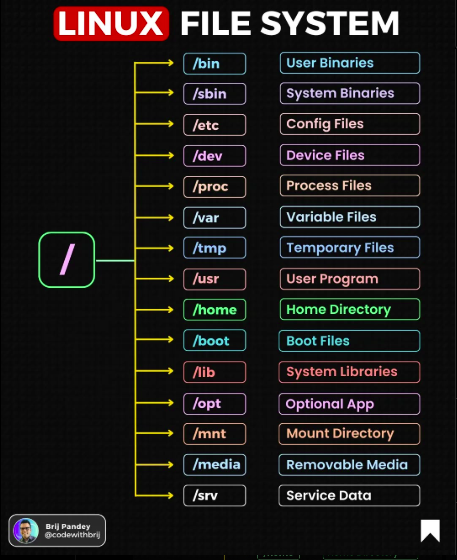 LINUX FILE SYSTEM
/bin User Binaries
/sbin System Binaries
/etc Config Files
/dev Device Files
/proc Process Files
/var Variable Files
/tmp Temporary Files
/ /usr User Program
/home Home Directory
/boot Boot Files
/lib System Libraries
/opt Optional App
/mnt Mount Directory
/media Removable Media
/srv Service Data
Brij Pandey
@codewithbrij